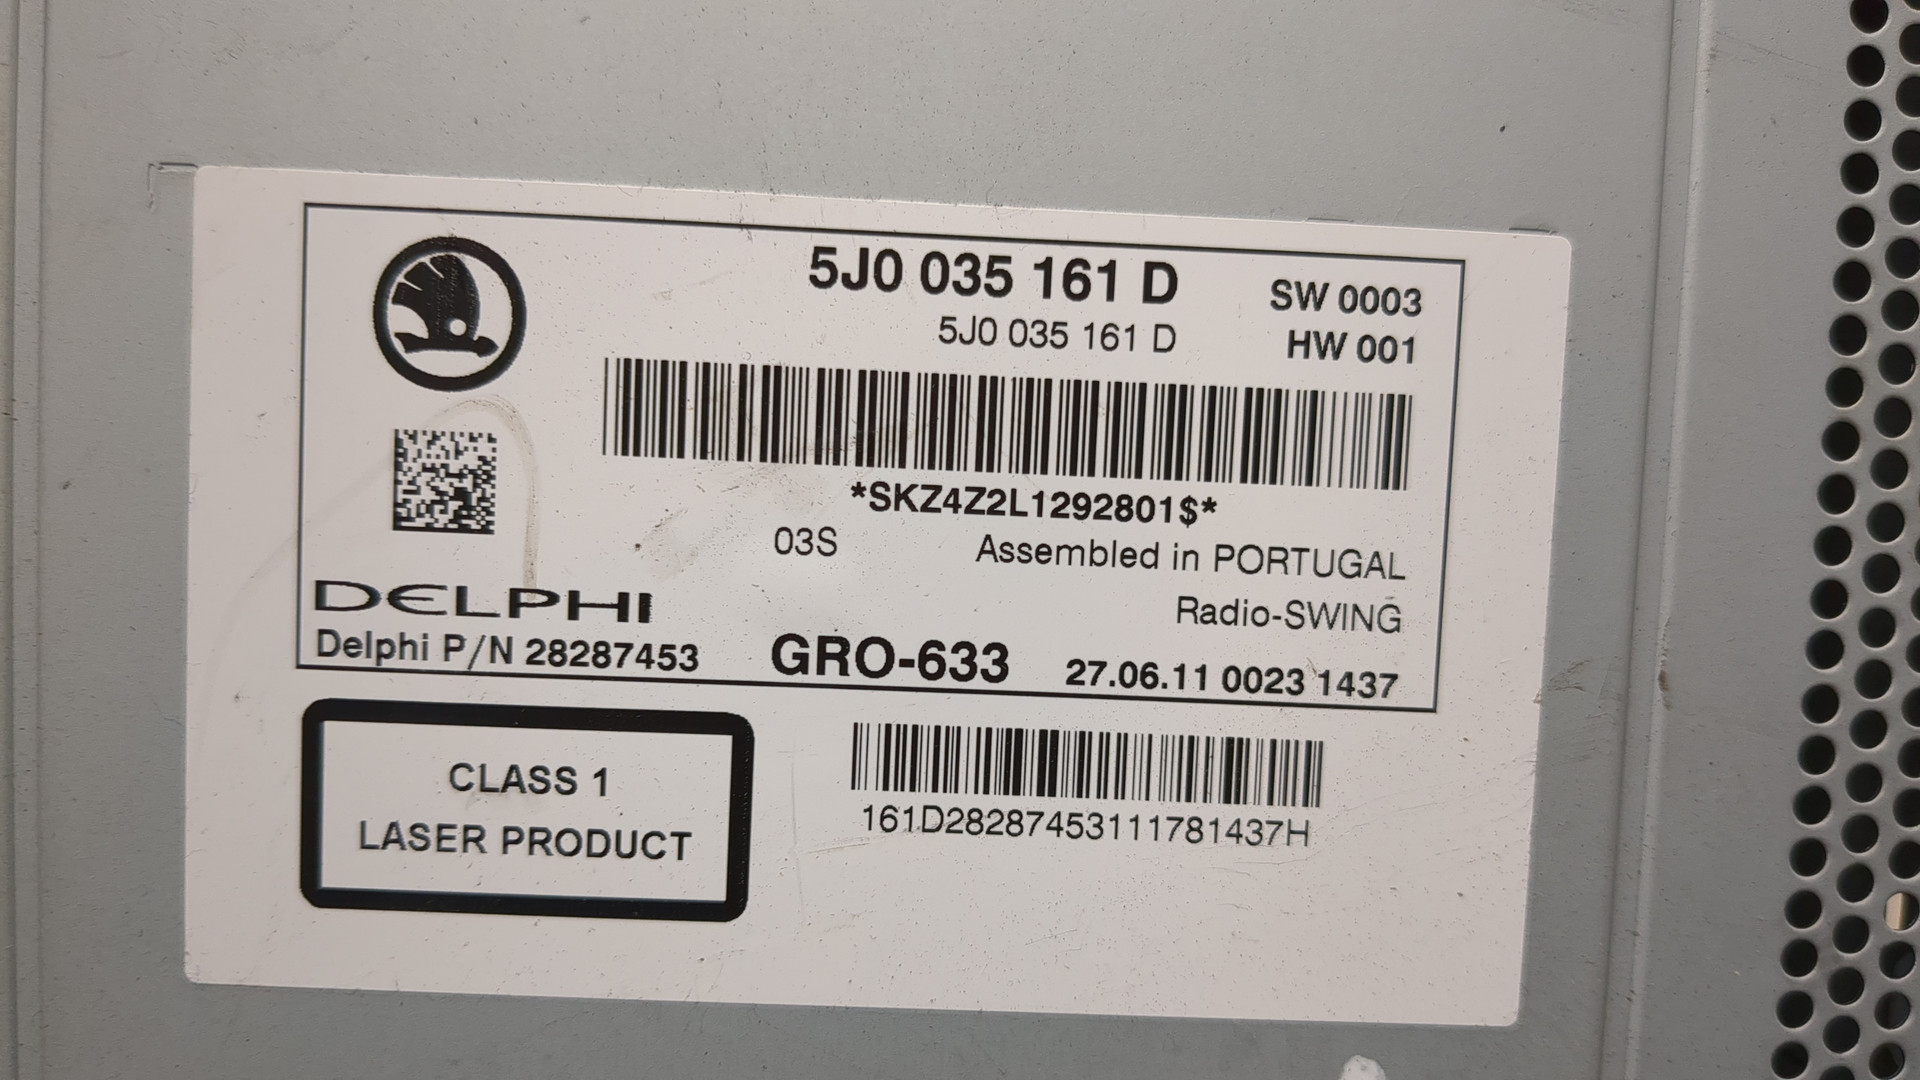 5J0 035 161 D
SW 0003
5J0 035 161 D
HW 001
*SKZ4Z2L1292801$*
03S
Assembled in PORTUGAL
DELPHI
Radio-SWING
Delphi P/N 28287453
GRO-633
27.06.11 0023 1437
CLASS 1
LASER PRODUCT
161D28287453111781437H